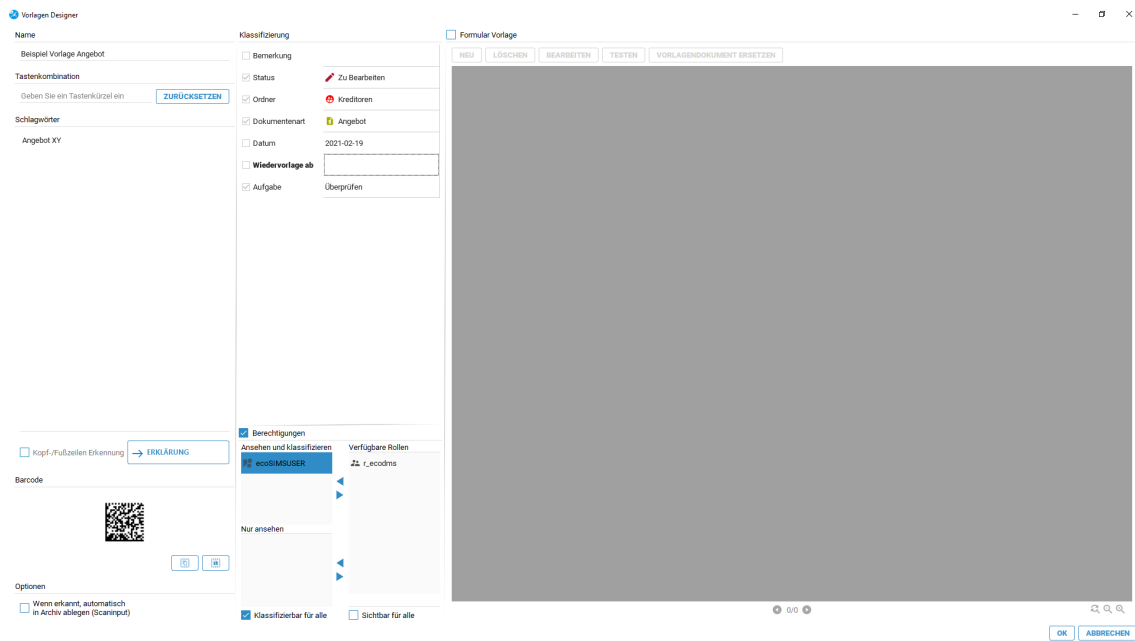 Vorlagen Designer
Name
Beispiel Vorlage Angebot
Tastenkombination
Geben Sie ein Tastenkürzel ein
ZURÜCKSETZEN
Schlagwörter
Angebot XY
Kopf-/Fußzeilen Erkennung
ERKLÄRUNG
Barcode
Optionen
Wenn erkannt, automatisch
in Archiv ablegen (Scaninput)
Klassifizierung
Bemerkung
Status Zu Bearbeiten
Ordner Kreditoren
Dokumentenart Angebot
Datum 2021-02-19
Wiedervorlage ab
Aufgabe Überprüfen
Berechtigungen
Ansehen und klassifizieren
ecoSIMSUSER
Verfügbare Rollen
r_ecodms
Nur ansehen
Klassifizierbar für alle
Sichtbar für alle
Formular Vorlage
NEU LÖSCHEN BEARBEITEN TESTEN VORLAGENDOKUMENT ERSETZEN
0/0
OK ABBRECHEN